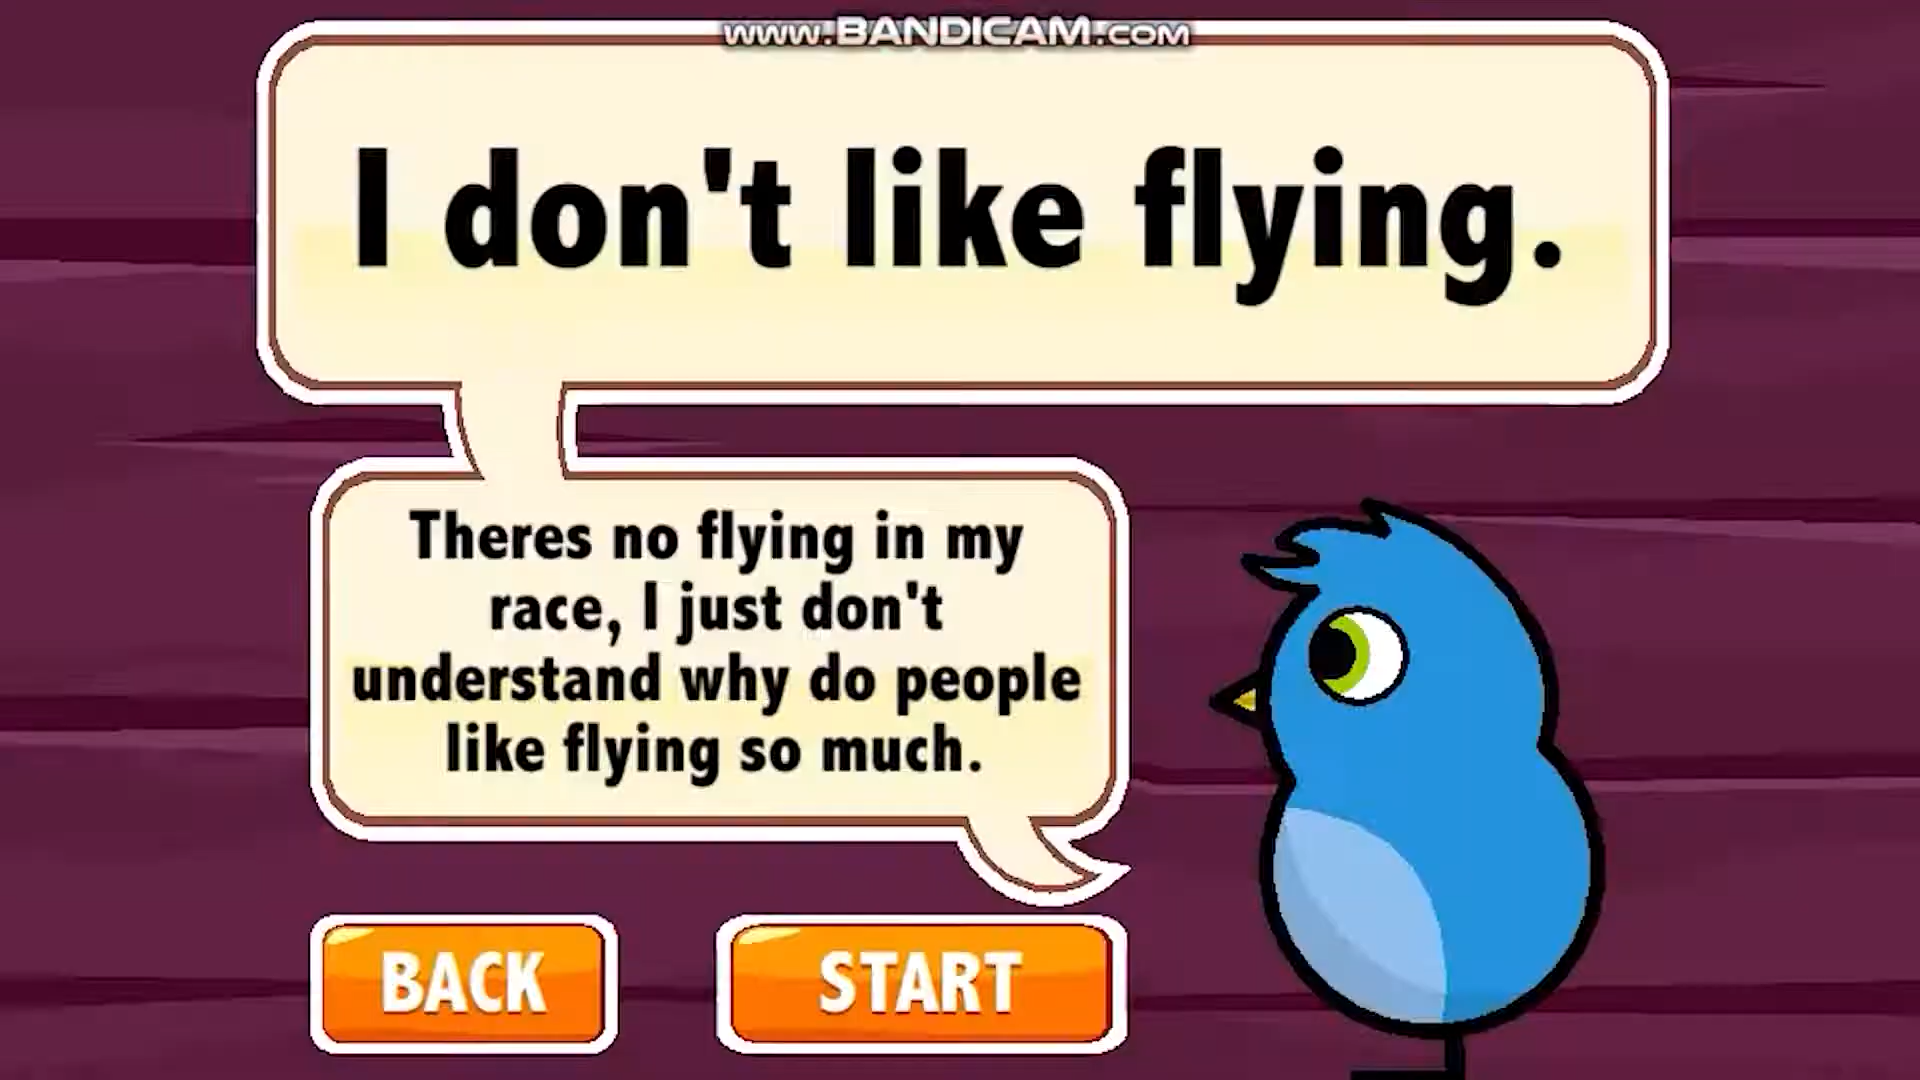 www.BANDICAM.com
I don't like flying.
Theres no flying in my
race, I just don't
understand why do people
like flying so much.
BACK
START